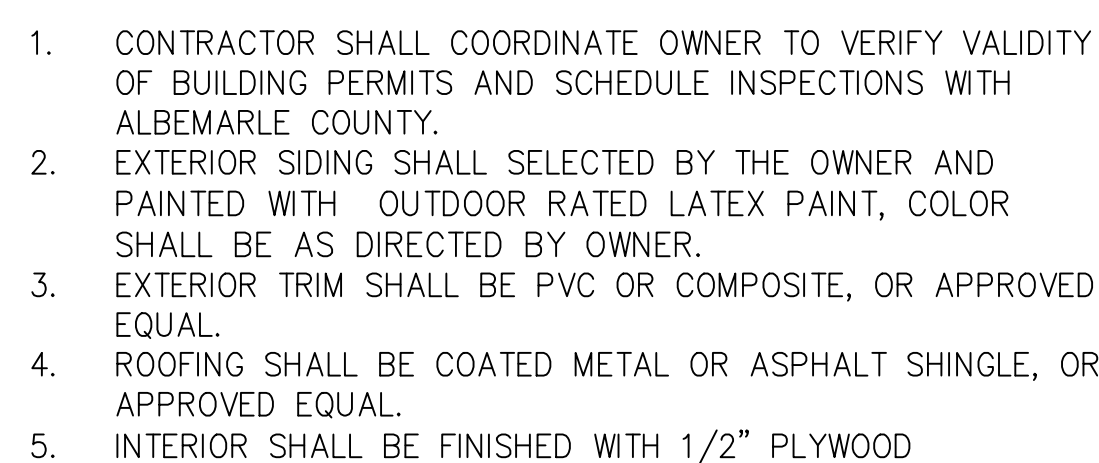 1. CONTRACTOR SHALL COORDINATE OWNER TO VERIFY VALIDITY
OF BUILDING PERMITS AND SCHEDULE INSPECTIONS WITH
ALBEMARLE COUNTY.
2. EXTERIOR SIDING SHALL SELECTED BY THE OWNER AND
PAINTED WITH  OUTDOOR RATED LATEX PAINT, COLOR
SHALL BE AS DIRECTED BY OWNER.
3. EXTERIOR TRIM SHALL BE PVC OR COMPOSITE, OR APPROVED
EQUAL.
4. ROOFING SHALL BE COATED METAL OR ASPHALT SHINGLE, OR
APPROVED EQUAL.
5. INTERIOR SHALL BE FINISHED WITH 1/2” PLYWOOD